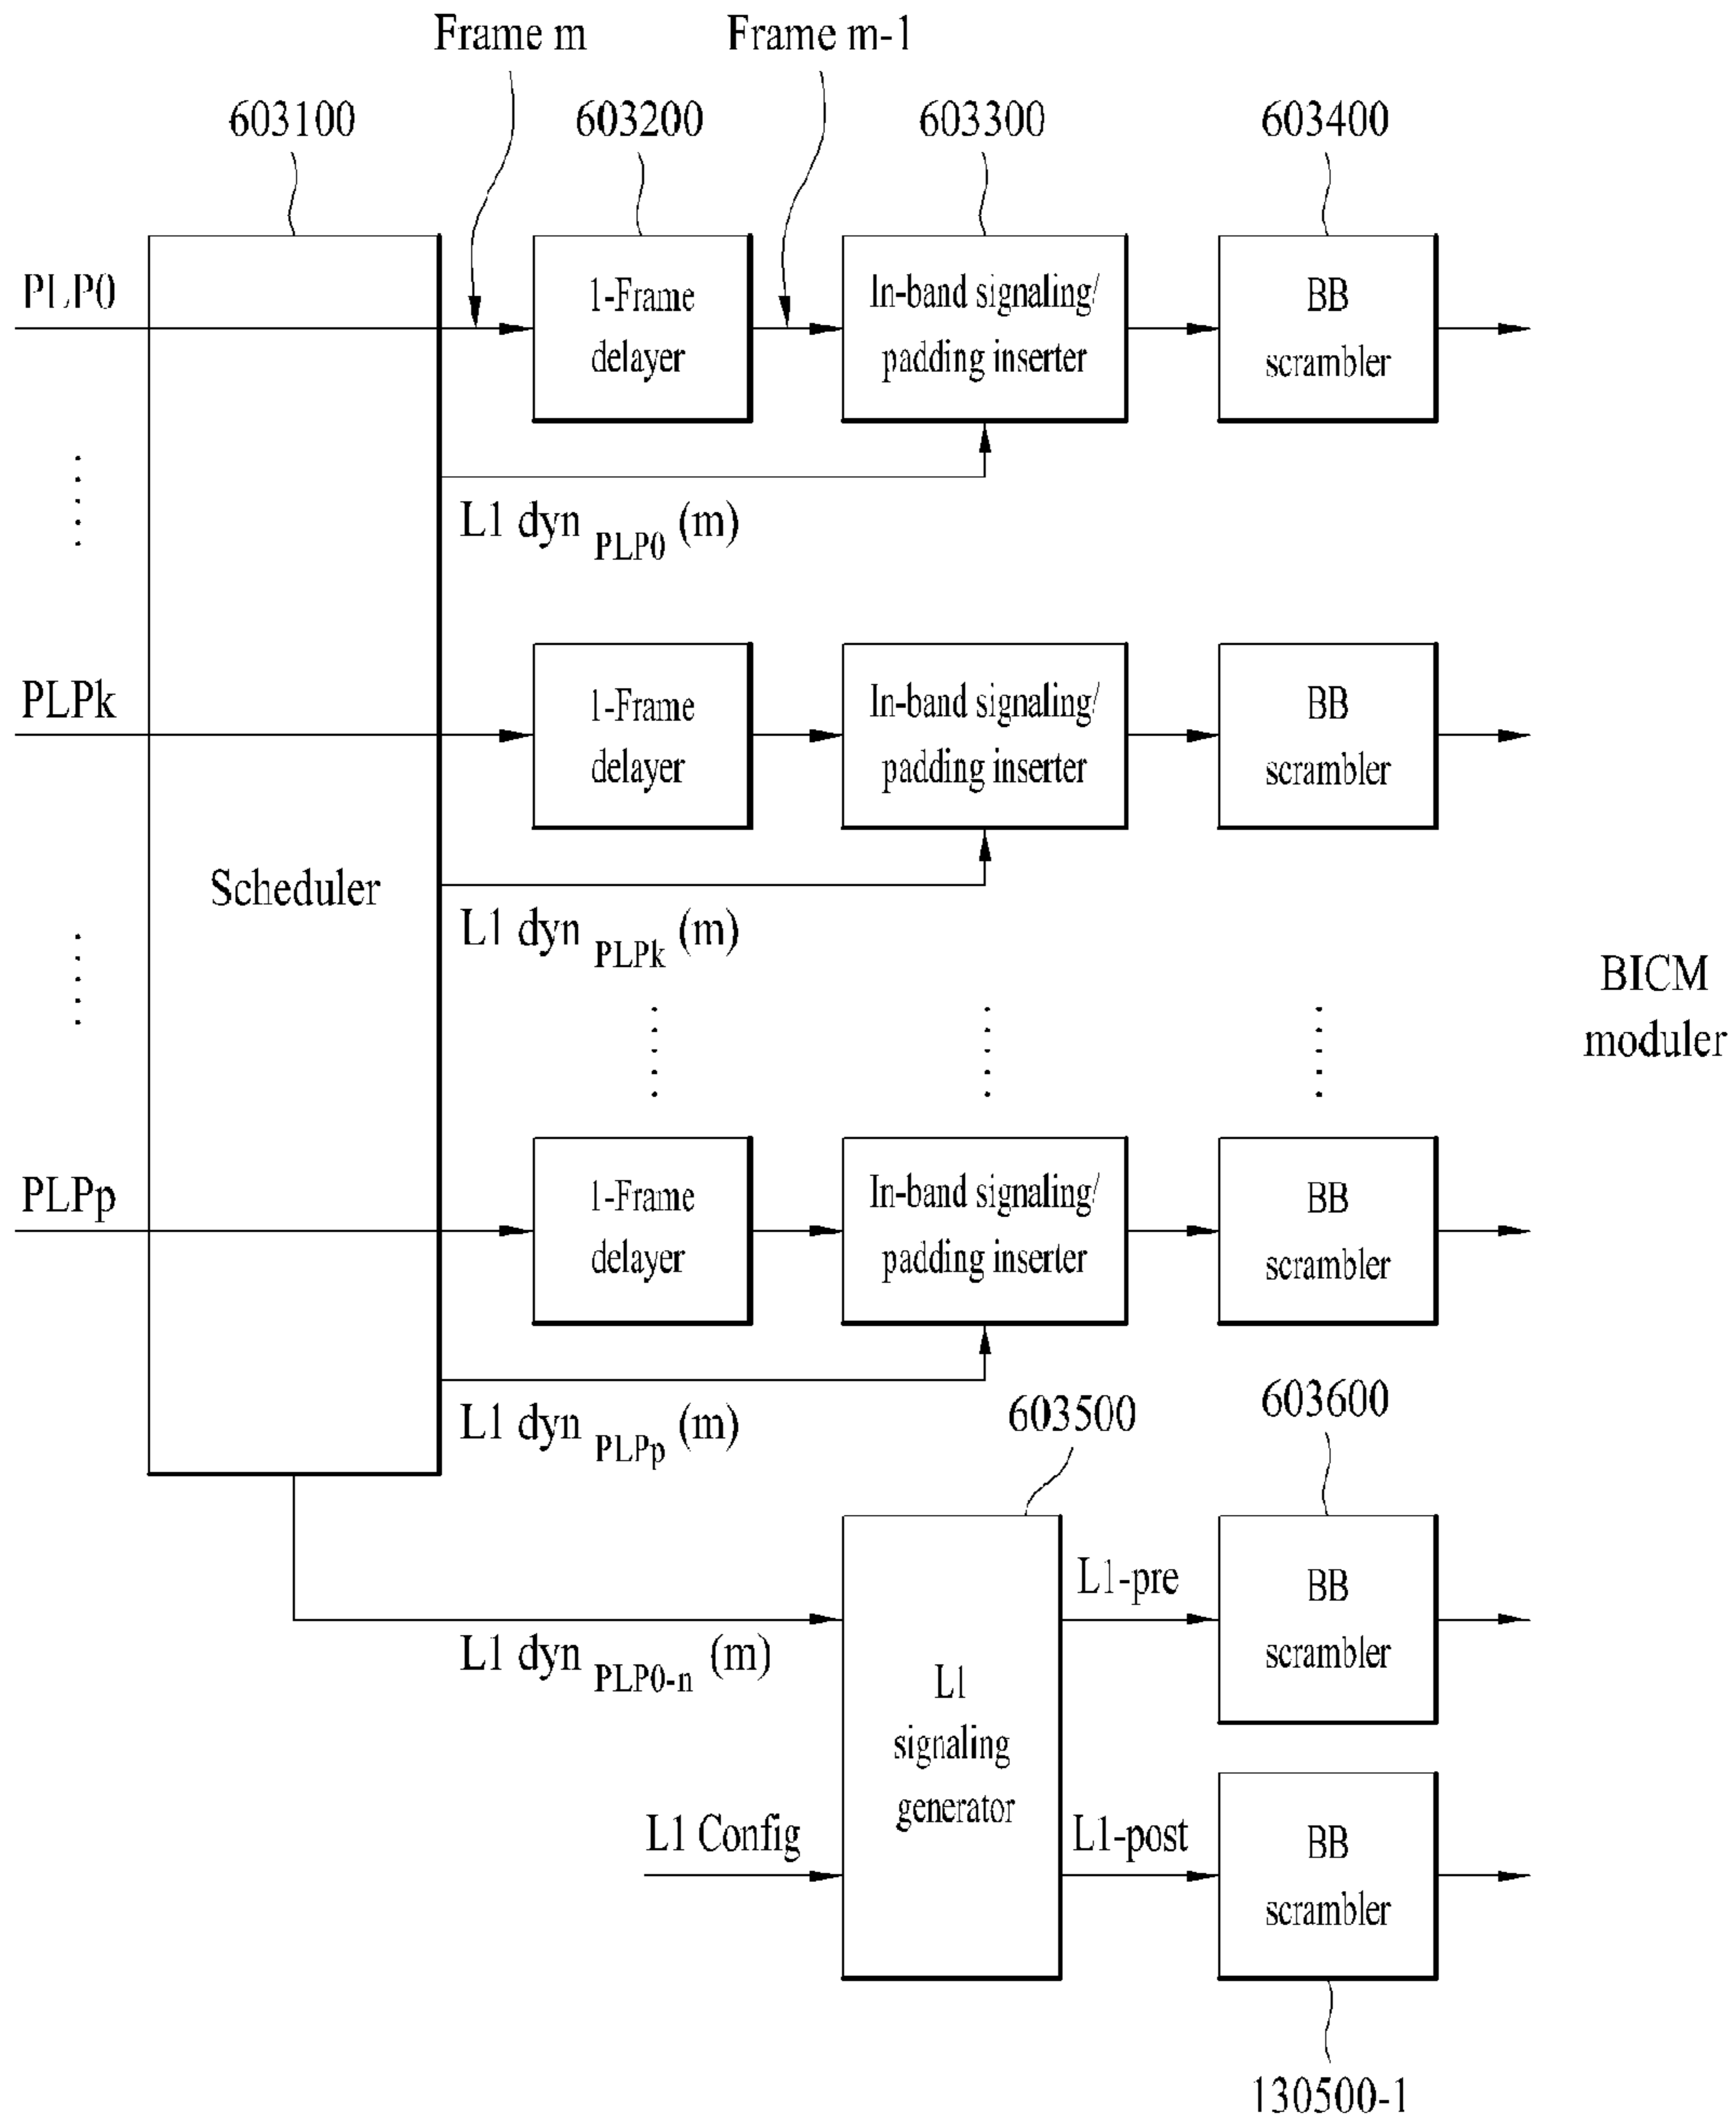 Frame m
Frame m-1
603100
603200
603300
603400
PLP0
1-Frame
delayer
In-band signaling/
padding inserter
BB
scrambler
L1 dyn PLP0 (m)
PLPk
1-Frame
delayer
In-band signaling/
padding inserter
BB
scrambler
Scheduler
L1 dyn PLPk (m)
BICM
moduler
PLPp
1-Frame
delayer
In-band signaling/
padding inserter
BB
scrambler
L1 dyn PLPp (m)
603500
603600
L1-pre
BB
scrambler
L1 dyn PLP0-n (m)
L1
signaling
generator
L1 Config
L1-post
BB
scrambler
130500-1